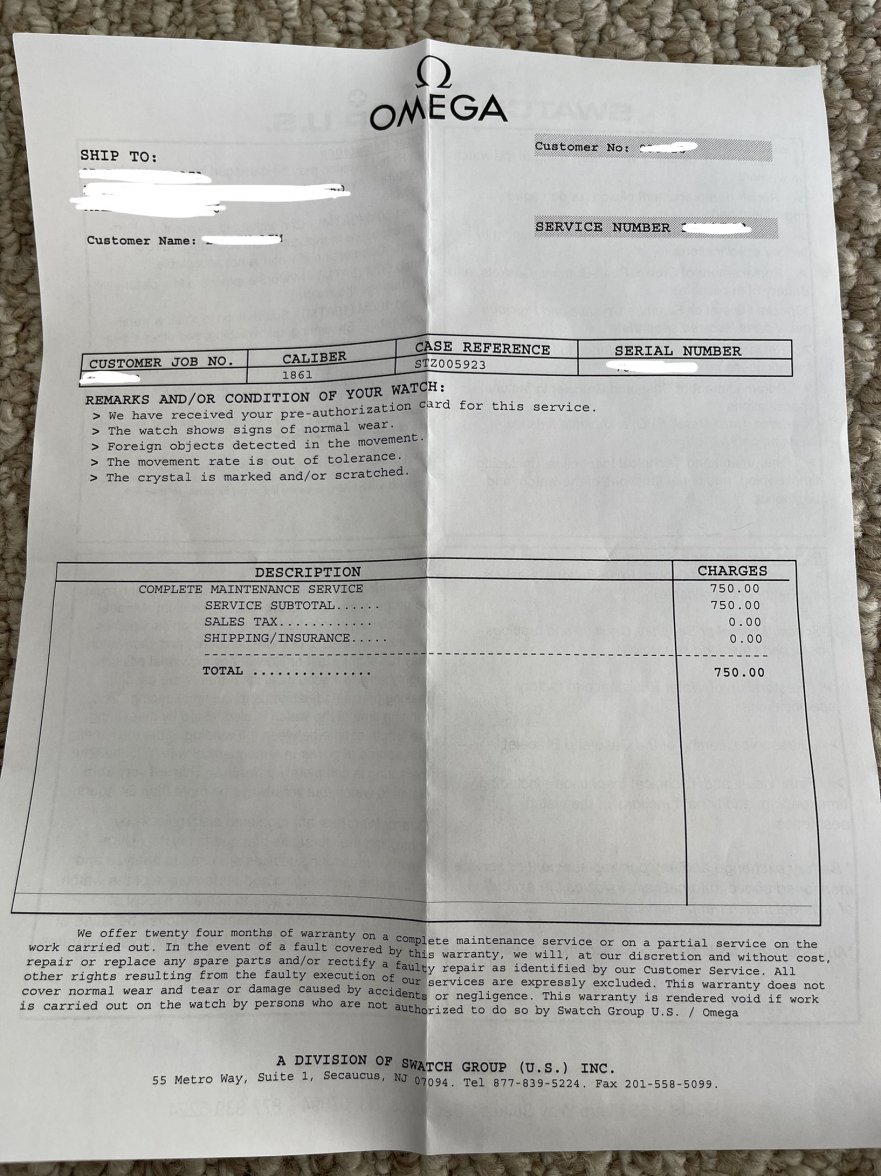 Ω
OMEGA
SHIP TO:
Customer No:
Customer Name:
SERVICE NUMBER
CUSTOMER JOB NO. CALIBER CASE REFERENCE SERIAL NUMBER
1861 STZ005923
REMARKS AND/OR CONDITION OF YOUR WATCH:
> We have received your pre-authorization card for this service.
> The watch shows signs of normal wear.
> Foreign objects detected in the movement.
> The movement rate is out of tolerance.
> The crystal is marked and/or scratched.
DESCRIPTION CHARGES
COMPLETE MAINTENANCE SERVICE 750.00
SERVICE SUBTOTAL...... 750.00
SALES TAX............ 0.00
SHIPPING/INSURANCE..... 0.00
TOTAL ............... 750.00
We offer twenty four months of warranty on a complete maintenance service or on a partial service on the
work carried out. In the event of a fault covered by this warranty, we will, at our discretion and without cost,
repair or replace any spare parts and/or rectify a faulty repair as identified by our Customer Service. All
other rights resulting from the faulty execution of our services are expressly excluded. This warranty does not
cover normal wear and tear or damage caused by accidents or negligence. This warranty is rendered void if work
is carried out on the watch by persons who are not authorized to do so by Swatch Group U.S. / Omega
A DIVISION OF SWATCH GROUP (U.S.) INC.
55 Metro Way, Suite 1, Secaucus, NJ 07094. Tel 877-839-5224. Fax 201-558-5099.